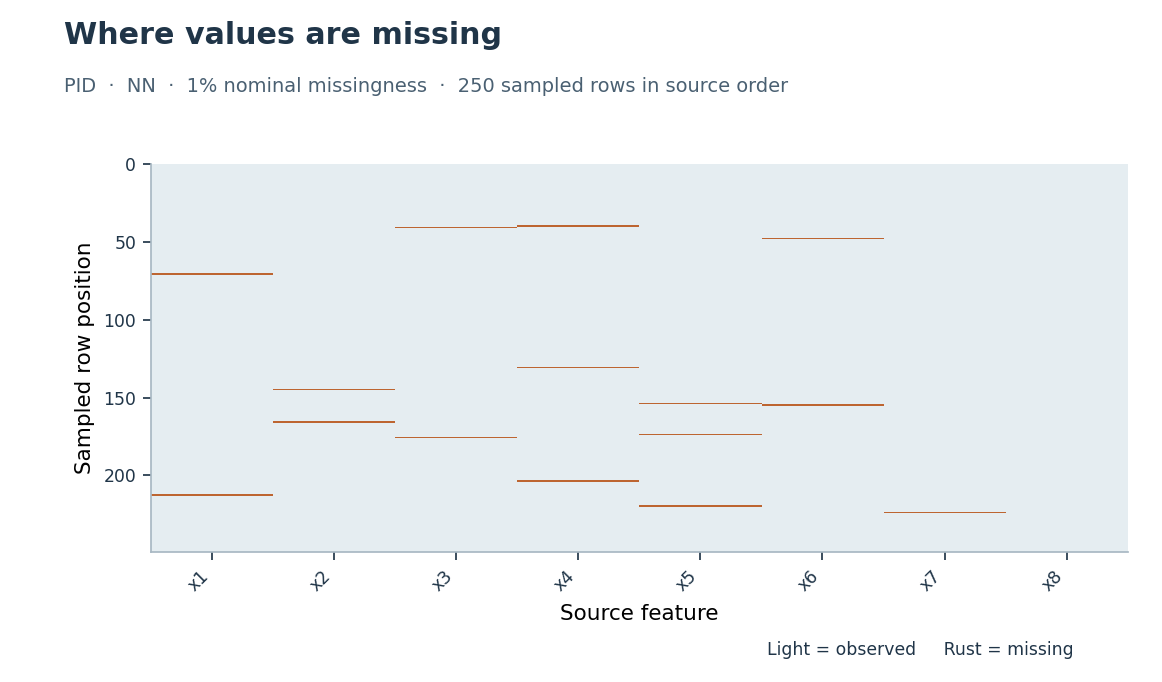 Where values are missing
PID · NN · 1% nominal missingness · 250 sampled rows in source order
0
50
100
150
200
Sampled row position
x1 x2 x3 x4 x5 x6 x7 x8
Source feature
Light = observed Rust = missing